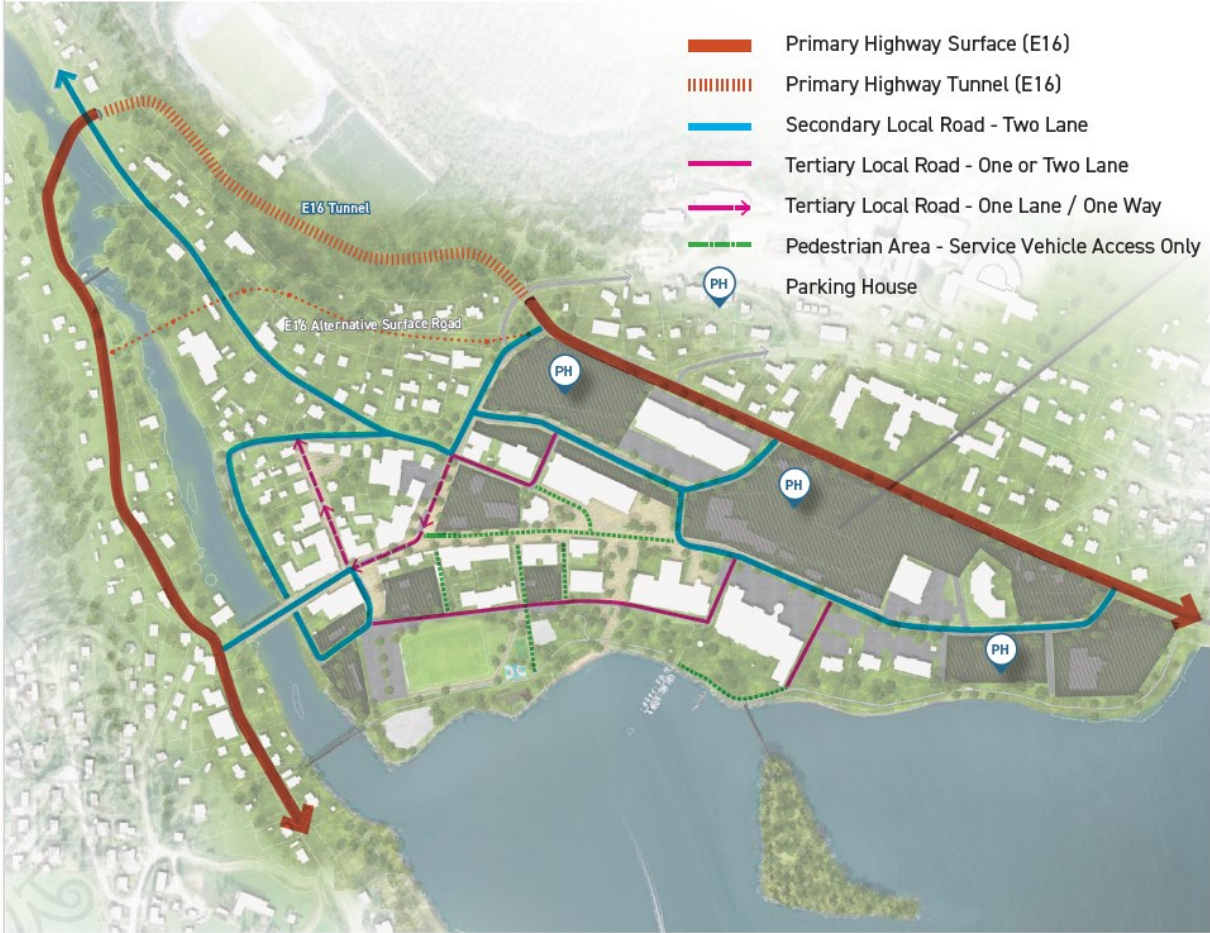 Primary Highway Surface (E16)
Primary Highway Tunnel (E16)
Secondary Local Road - Two Lane
Tertiary Local Road - One or Two Lane
Tertiary Local Road - One Lane / One Way
Pedestrian Area - Service Vehicle Access Only
PH
Parking House
E16 Tunnel
E16 Alternative Surface Road
PH
PH
PH